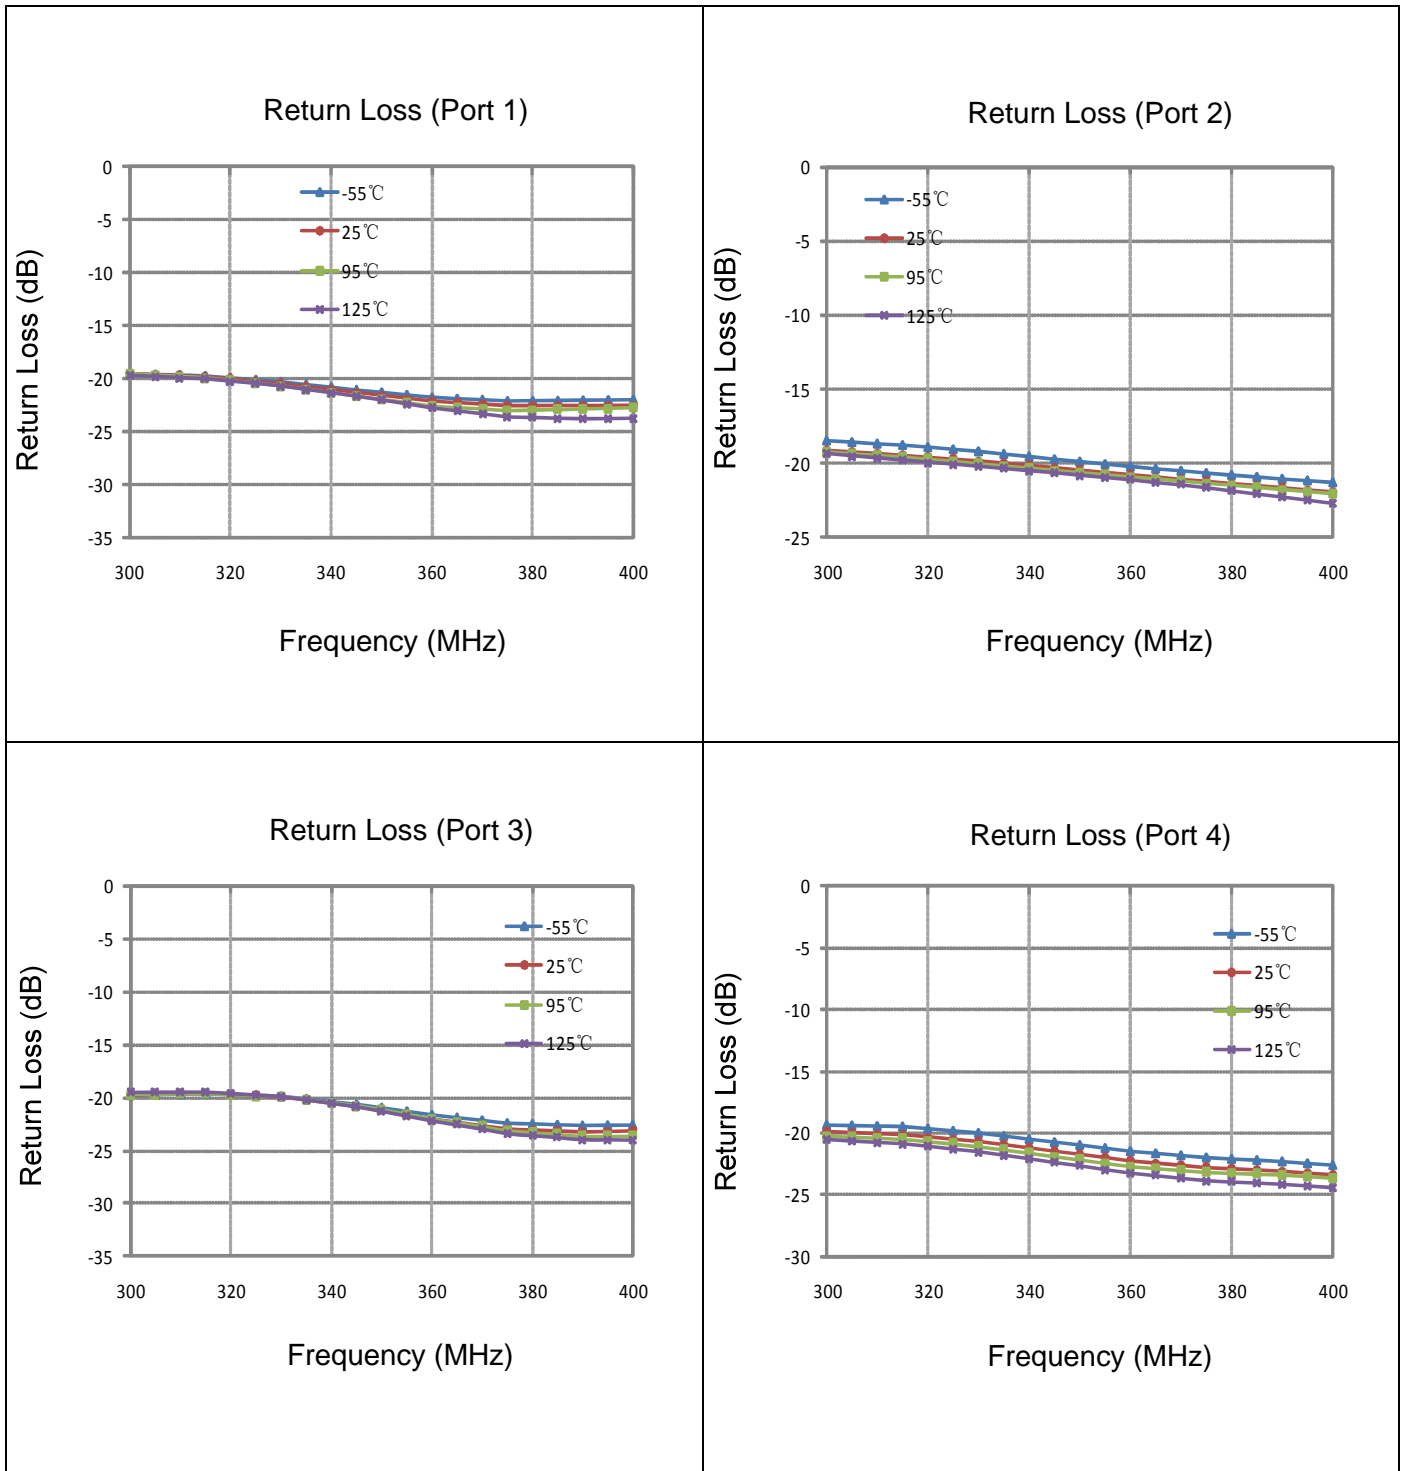 Return Loss (Port 1)
Return Loss (dB)
0
-5
-10
-15
-20
-25
-30
-35
-55℃
25℃
95℃
125℃
300 320 340 360 380 400
Frequency (MHz)
Return Loss (Port 2)
Return Loss (dB)
0
-5
-10
-15
-20
-25
-55℃
25℃
95℃
125℃
300 320 340 360 380 400
Frequency (MHz)
Return Loss (Port 3)
Return Loss (dB)
0
-5
-10
-15
-20
-25
-30
-35
-55℃
25℃
95℃
125℃
300 320 340 360 380 400
Frequency (MHz)
Return Loss (Port 4)
Return Loss (dB)
0
-5
-10
-15
-20
-25
-30
-55℃
25℃
95℃
125℃
300 320 340 360 380 400
Frequency (MHz)